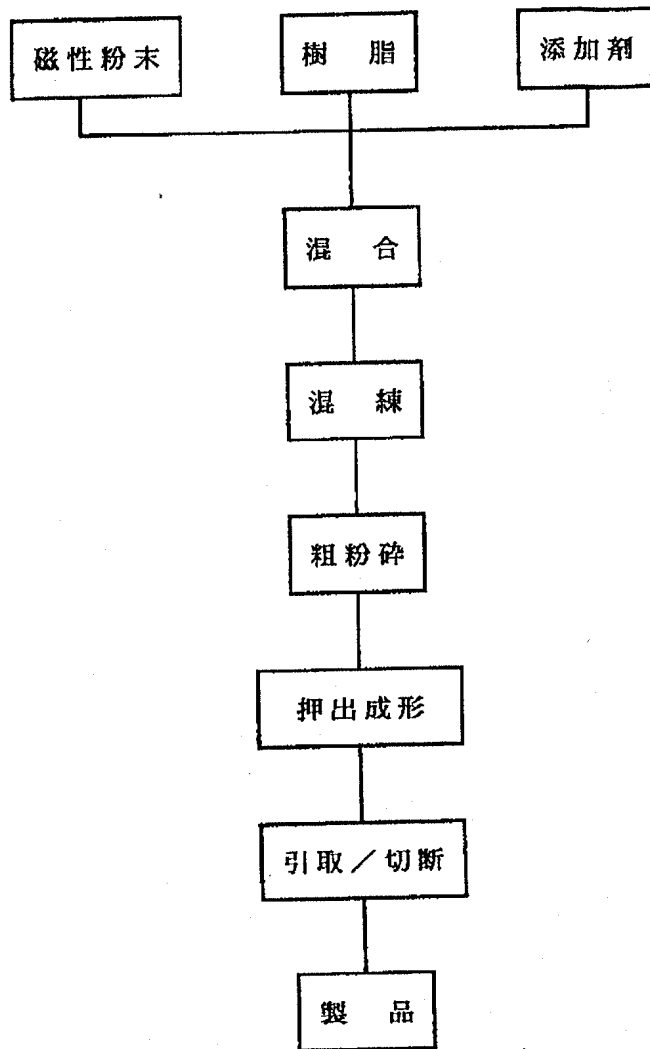 磁性粉末
樹 脂
添加剤
混 合
混 練
粗粉砕
押出成形
引取／切断
製 品